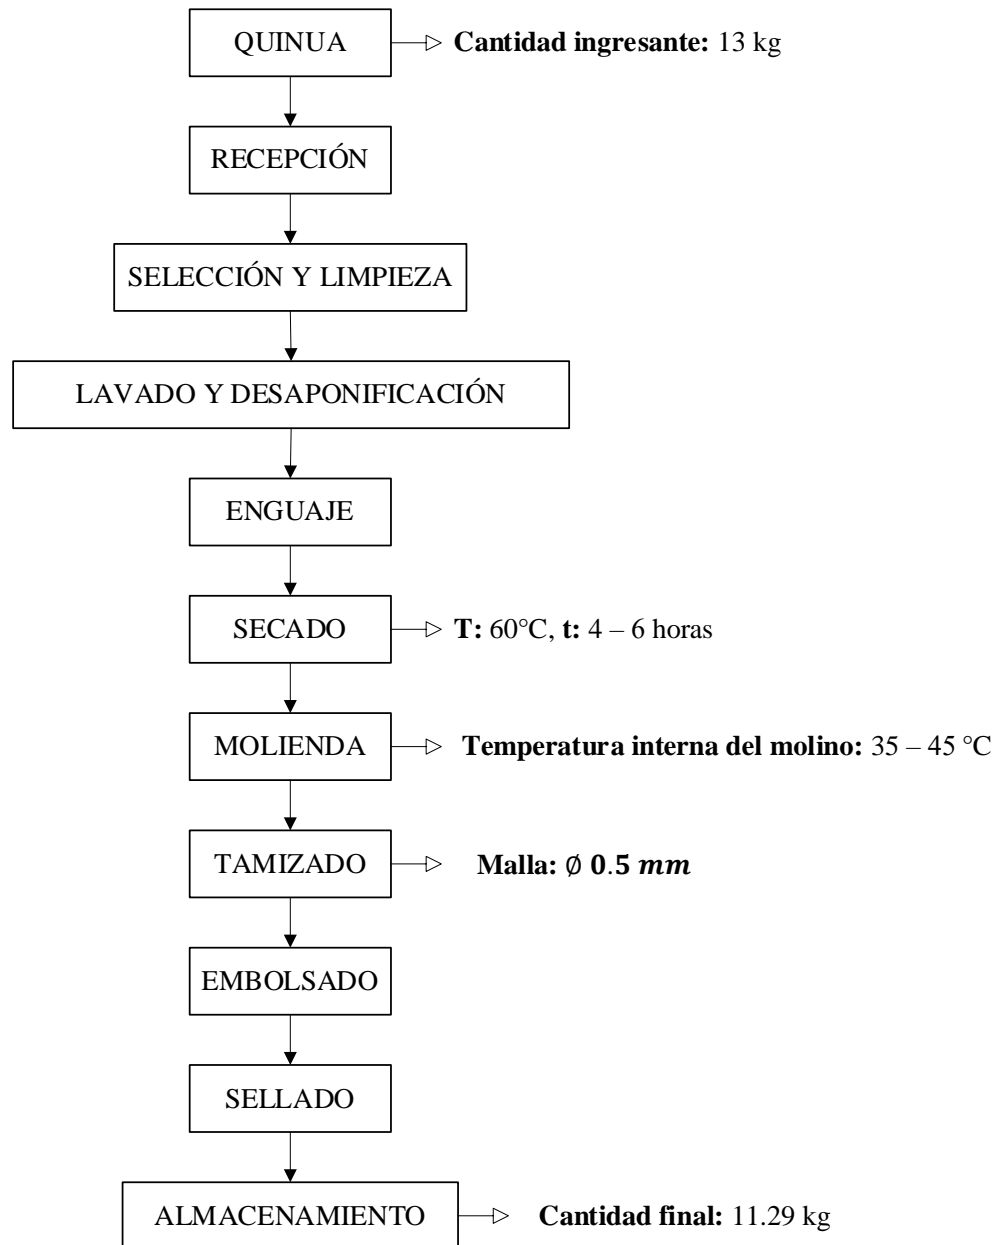 QUINUA
Cantidad ingresante: 13 kg
RECEPCIÓN
SELECCIÓN Y LIMPIEZA
LAVADO Y DESAPONIFICACIÓN
ENGUAJE
SECADO
T: 60°C, t: 4 – 6 horas
MOLIENDA
Temperatura interna del molino: 35 – 45 °C
TAMIZADO
Malla: ∅ 0.5 mm
EMBOLSADO
SELLADO
ALMACENAMIENTO
Cantidad final: 11.29 kg